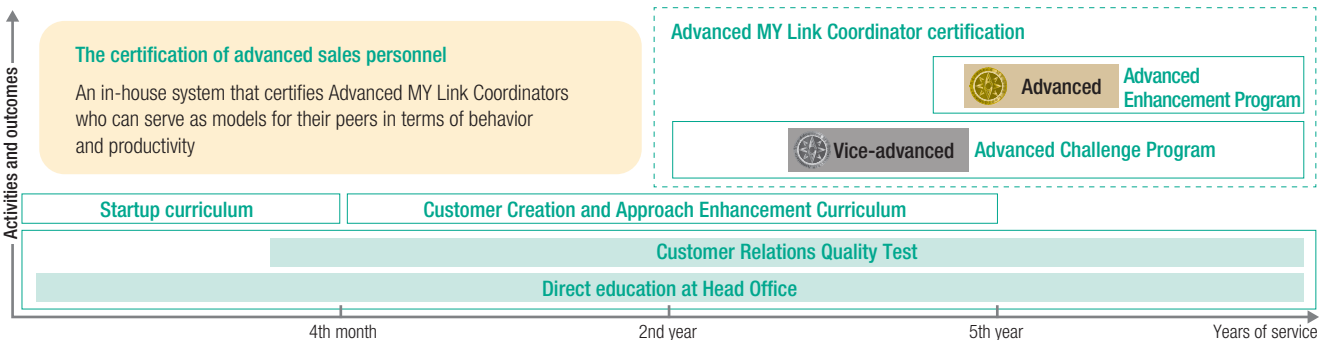 Activities and outcomes
The certification of advanced sales personnel
An in-house system that certifies Advanced MY Link Coordinators
who can serve as models for their peers in terms of behavior
and productivity
Advanced MY Link Coordinator certification
Advanced
Advanced
Enhancement Program
Vice-advanced
Advanced Challenge Program
Startup curriculum
Customer Creation and Approach Enhancement Curriculum
Customer Relations Quality Test
Direct education at Head Office
4th month
2nd year
5th year
Years of service